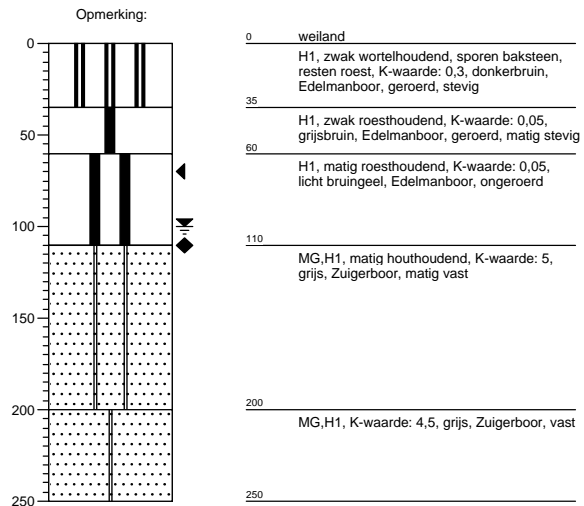 Opmerking:
0
50
100
150
200
250
0
weiland
H1, zwak wortelhoudend, sporen baksteen,
resten roest, K-waarde: 0,3, donkerbruin,
Edelmanboor, geroerd, stevig
35
H1, zwak roesthoudend, K-waarde: 0,05,
grijsbruin, Edelmanboor, geroerd, matig stevig
60
H1, matig roesthoudend, K-waarde: 0,05,
licht bruingeel, Edelmanboor, ongeroerd
110
MG,H1, matig houthoudend, K-waarde: 5,
grijs, Zuigerboor, matig vast
200
MG,H1, K-waarde: 4,5, grijs, Zuigerboor, vast
250